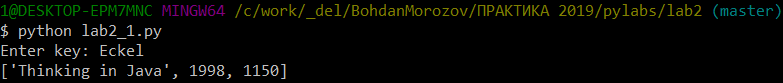 1@DESKTOP-EPM7MNC MINGW64 /c/work/_del/BohdanMorozov/ПРАКТИКА 2019/pylabs/lab2 (master)
$ python lab2_1.py
Enter key: Eckel
['Thinking in Java', 1998, 1150]